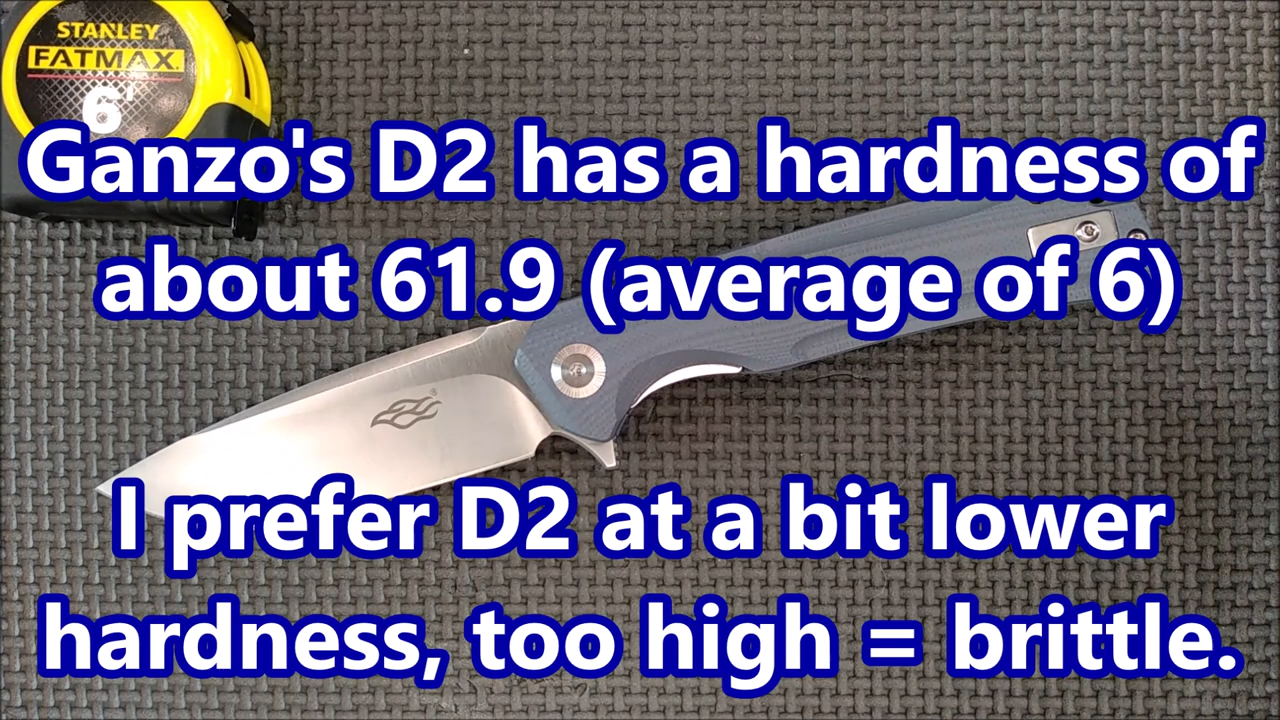 STANLEY
FATMAX
6'
Ganzo's D2 has a hardness of
about 61.9 (average of 6)
I prefer D2 at a bit lower
hardness, too high = brittle.